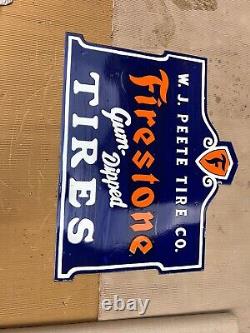 F
W. J. PEETE TIRE CO.
Firestone
Gum-Dipped
TIRES